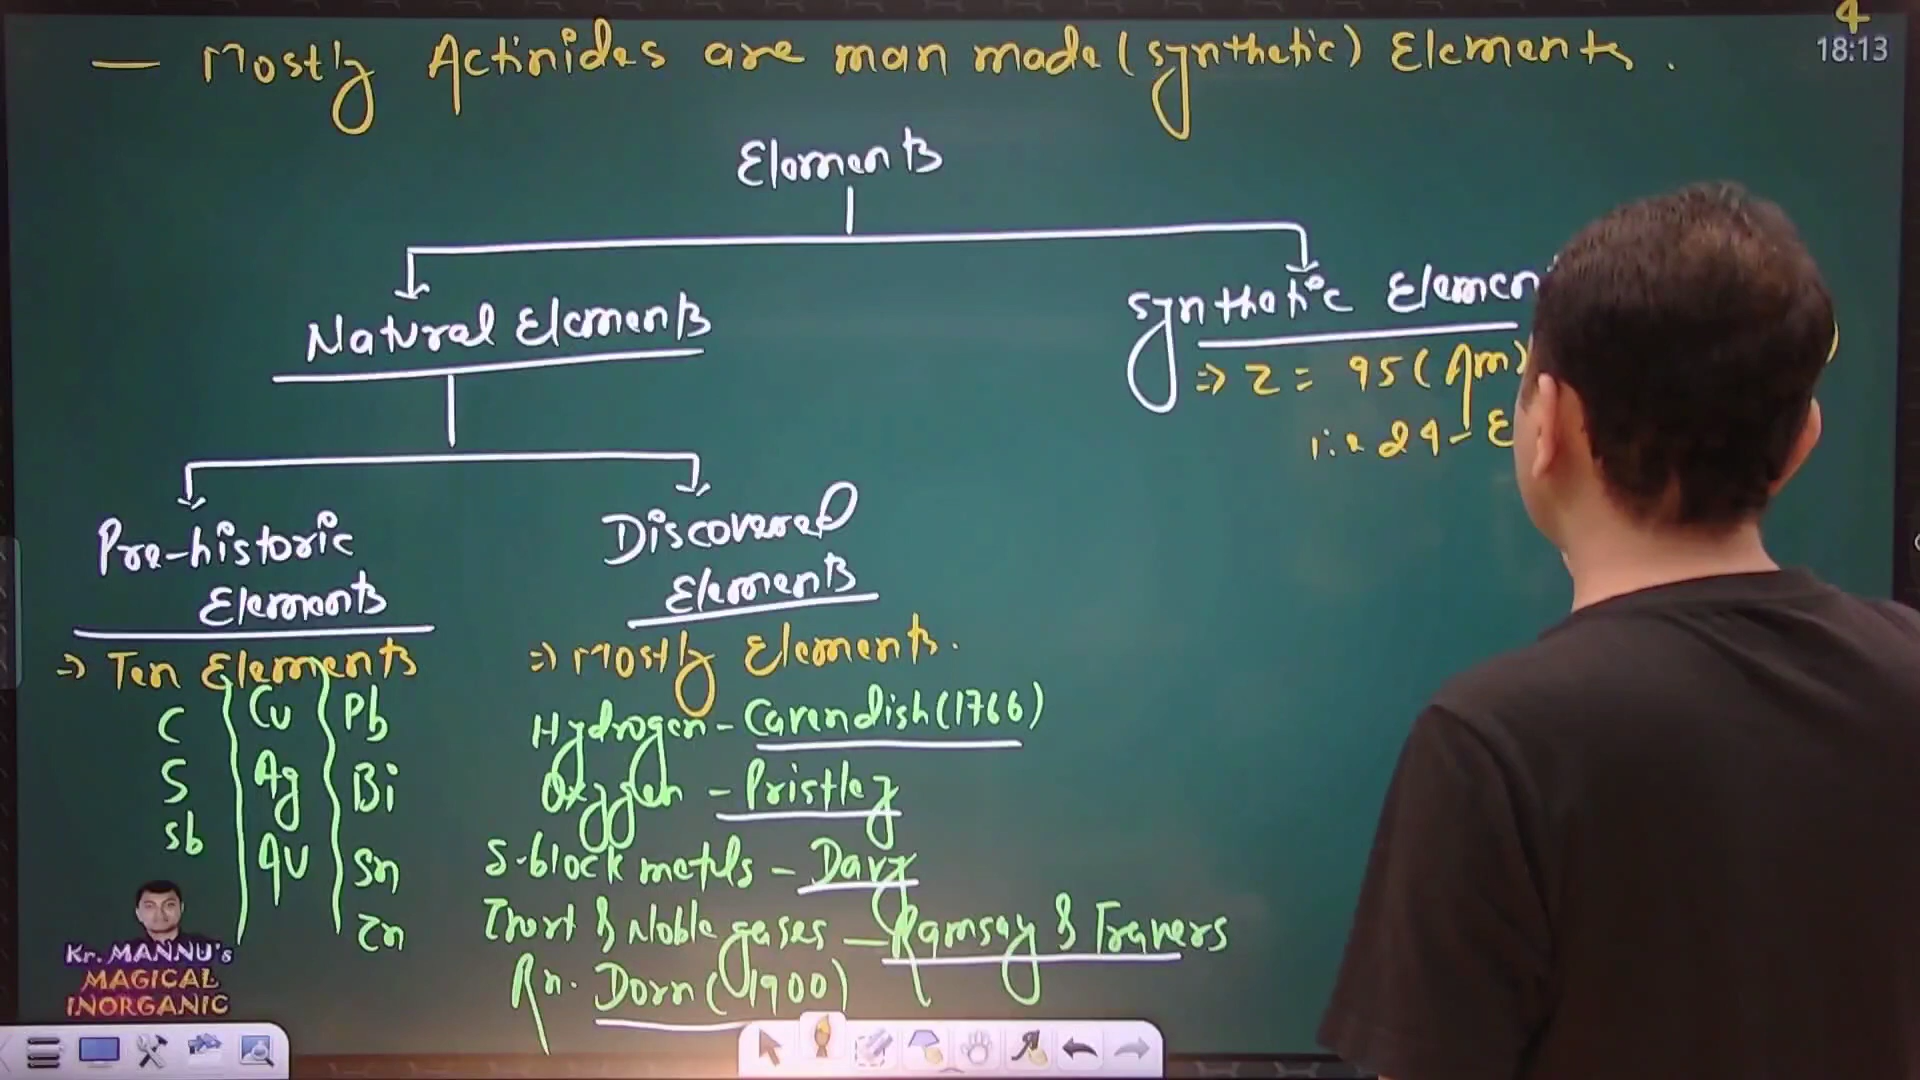 4
18:13
— Mostly Actinides are man made (synthetic) Elements.
Elements
Natural Elements
Synthetic Elemen
⇒ Z = 95 (Am)
i.e 24 - E
Pre-historic
Elements
Discovered
Elements
⇒ Ten Elements
⇒ Mostly Elements.
C Cu Pb
S Ag Bi
Sb Au Sn
Zn
Hydrogen - Cavendish (1766)
Oxygen - Pristley
S-block metals - Davy
Inert & Noble gases - Ramsay & Travers
Rn. Dorn (1900)
Kr. MANNU's
MAGICAL
INORGANIC